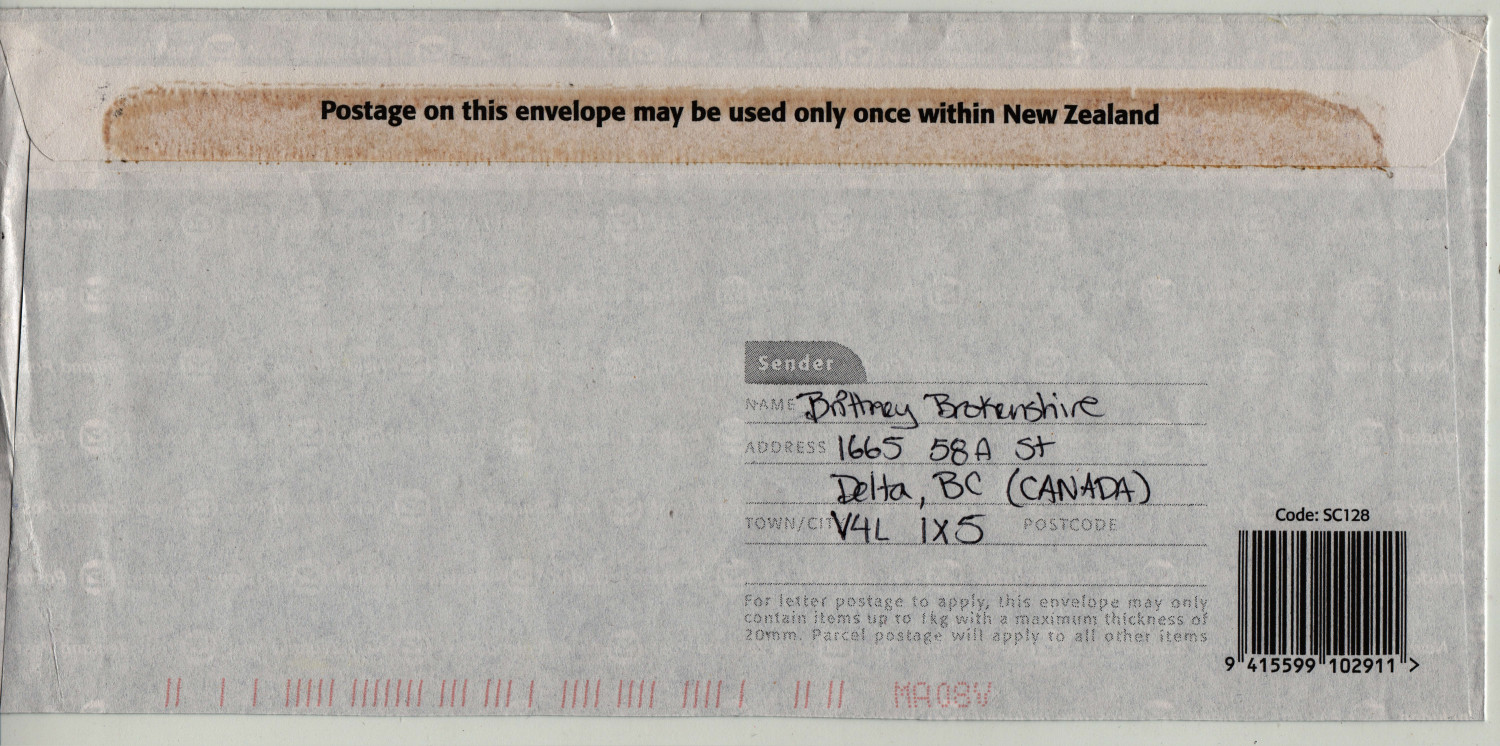 Postage on this envelope may be used only once within New Zealand
Sender
NAME Brittney Brokenshire
ADDRESS 1665 58A St
Delta, BC (CANADA)
TOWN/CIT V4L 1X5 POSTCODE
For letter postage to apply, this envelope may only
contain items up to 1kg with a maximum thickness of
20mm. Parcel postage will apply to all other items
Code: SC128
9 415599 102911 >
MA08V